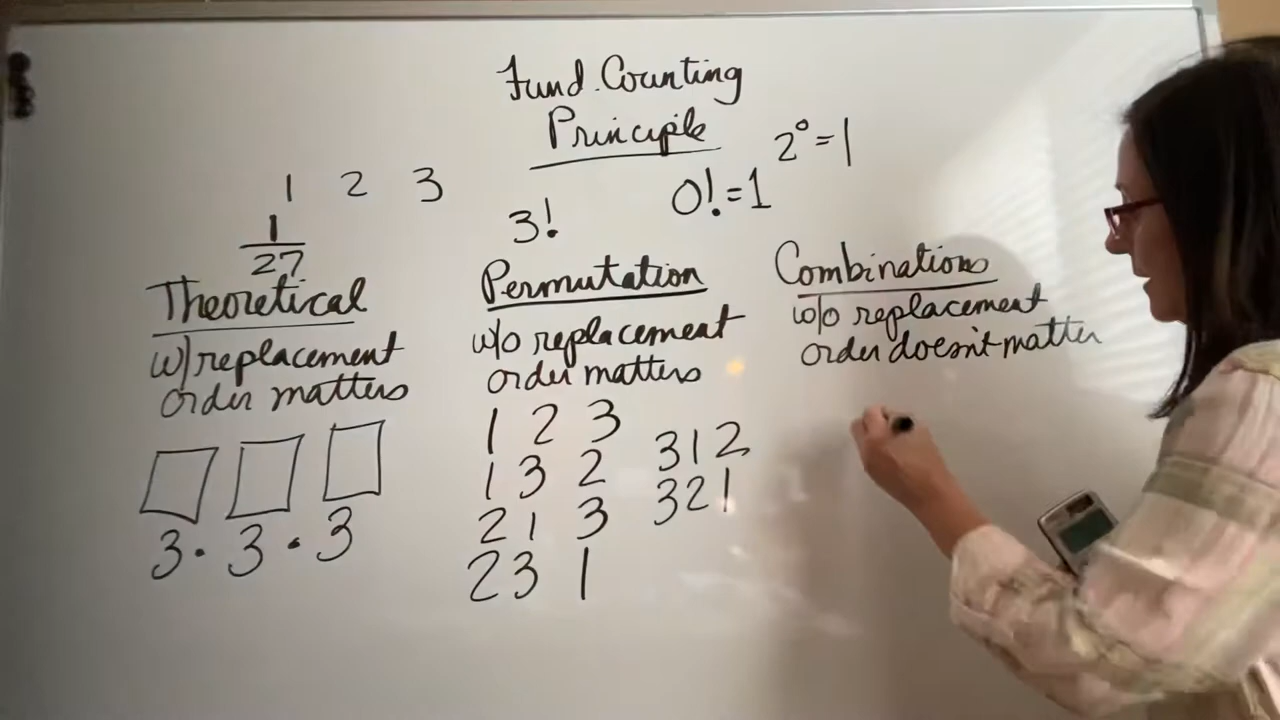 Fund. Counting
Principle
2⁰=1
1 2 3
0!=1
3!
1
27
Theoretical
w/replacement
order matters
3 · 3 · 3
Permutation
w/o replacement
order matters
1 2 3
1 3 2
2 1 3
2 3 1
3 1 2
3 2 1
Combinations
w/o replacement
order doesn't matter